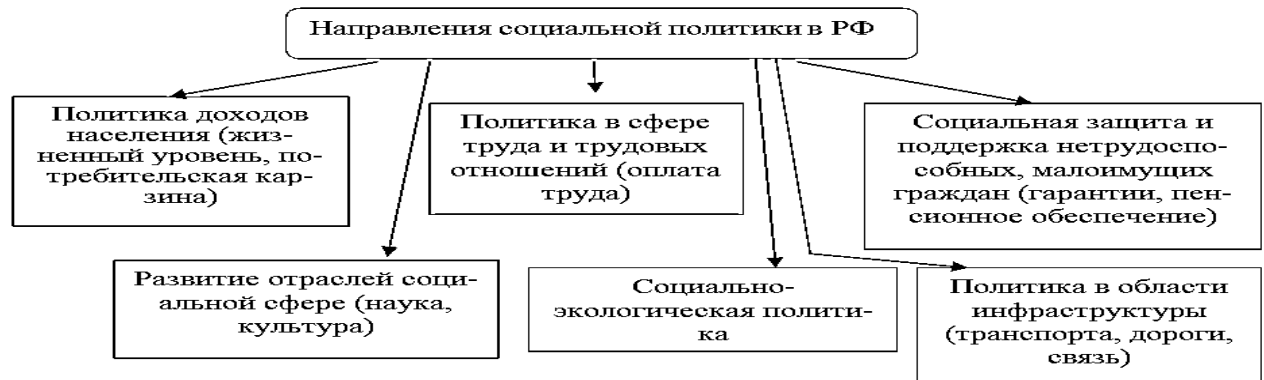 Направления социальной политики в РФ
Политика доходов
населения (жиз-
ненный уровень, по-
требительская кар-
зина)
Политика в сфере
труда и трудовых
отношений (оплата
труда)
Социальная защита и
поддержка нетрудоспо-
собных, малоимущих
граждан (гарантии, пен-
сионное обеспечение)
Развитие отраслей соци-
альной сфере (наука,
культура)
Социально-
экологическая полити-
ка
Политика в области
инфраструктуры
(транспорта, дороги,
связь)